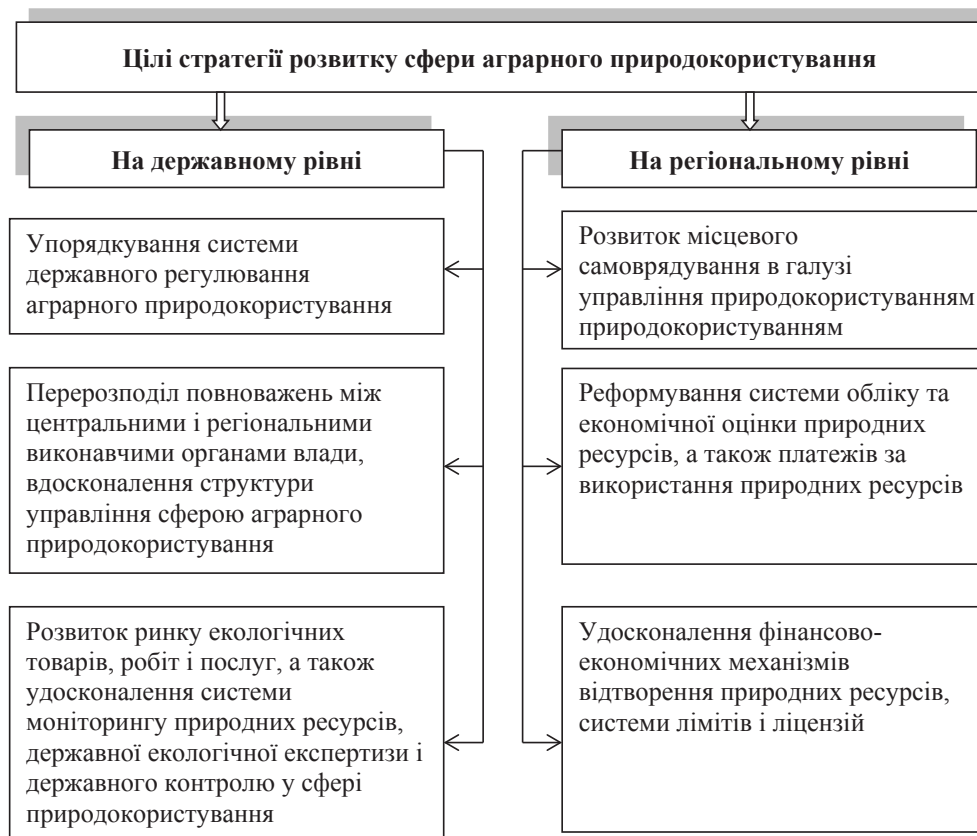 Цілі стратегії розвитку сфери аграрного природокористування
На державному рівні
Упорядкування системи
державного регулювання
аграрного природокористування
Перерозподіл повноважень між
центральними і регіональними
виконавчими органами влади,
вдосконалення структури
управління сферою аграрного
природокористування
Розвиток ринку екологічних
товарів, робіт і послуг, а також
удосконалення системи
моніторингу природних ресурсів,
державної екологічної експертизи і
державного контролю у сфері
природокористування
На регіональному рівні
Розвиток місцевого
самоврядування в галузі
управління природокористуванням
природокористуванням
Реформування системи обліку та
економічної оцінки природних
ресурсів, а також платежів за
використання природних ресурсів
Удосконалення фінансово-
економічних механізмів
відтворення природних ресурсів,
системи лімітів і ліцензій